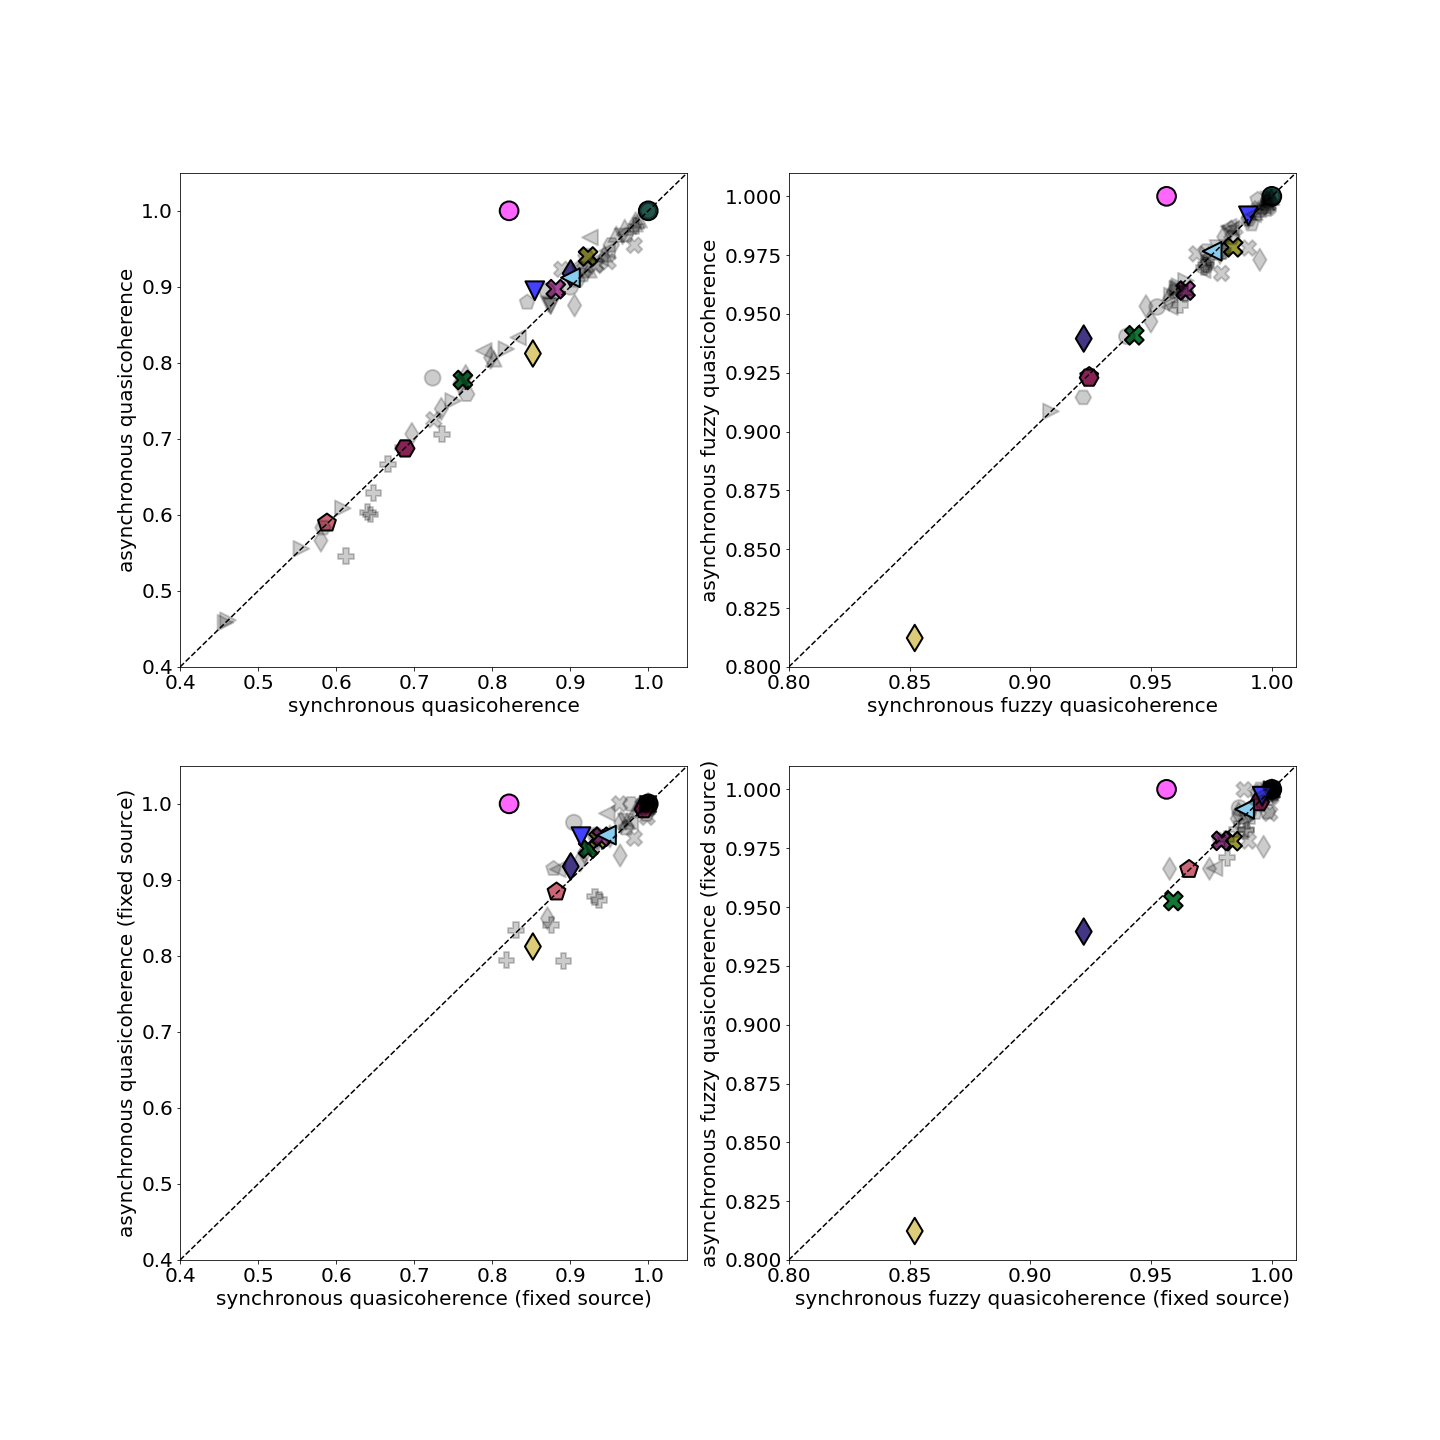 1.0
0.9
0.8
0.7
0.6
0.5
0.4
asynchronous quasicoherence
0.4 0.5 0.6 0.7 0.8 0.9 1.0
synchronous quasicoherence
1.000
0.975
0.950
0.925
0.900
0.875
0.850
0.825
0.800
asynchronous fuzzy quasicoherence
0.80 0.85 0.90 0.95 1.00
synchronous fuzzy quasicoherence
1.0
0.9
0.8
0.7
0.6
0.5
0.4
asynchronous quasicoherence (fixed source)
0.4 0.5 0.6 0.7 0.8 0.9 1.0
synchronous quasicoherence (fixed source)
1.000
0.975
0.950
0.925
0.900
0.875
0.850
0.825
0.800
asynchronous fuzzy quasicoherence (fixed source)
0.80 0.85 0.90 0.95 1.00
synchronous fuzzy quasicoherence (fixed source)